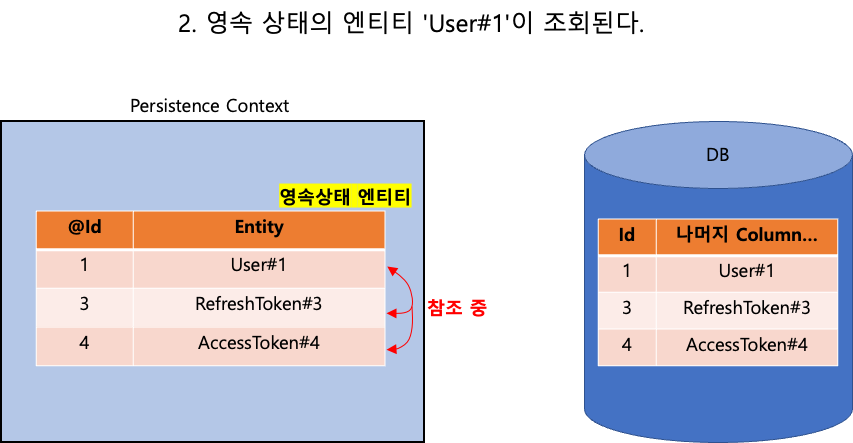 2. 영속 상태의 엔티티 'User#1'이 조회된다.
Persistence Context
영속상태 엔티티
@Id Entity
1 User#1
3 RefreshToken#3
4 AccessToken#4
참조 중
DB
Id 나머지 Column...
1 User#1
3 RefreshToken#3
4 AccessToken#4